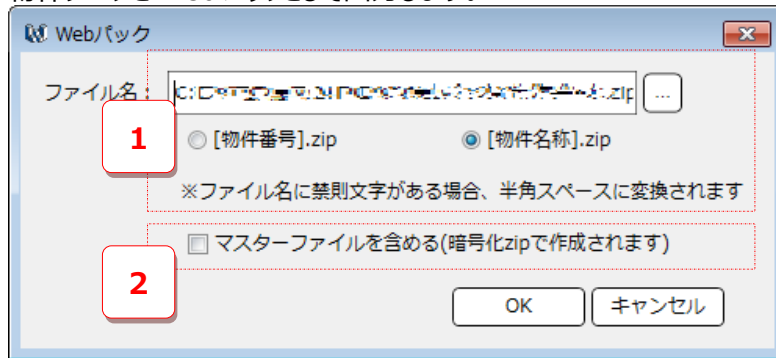 Webパック
ファイル名：
.zip
...
1
[物件番号].zip
[物件名称].zip
※ファイル名に禁則文字がある場合、半角スペースに変換されます
マスターファイルを含める(暗号化zipで作成されます)
2
OK
キャンセル